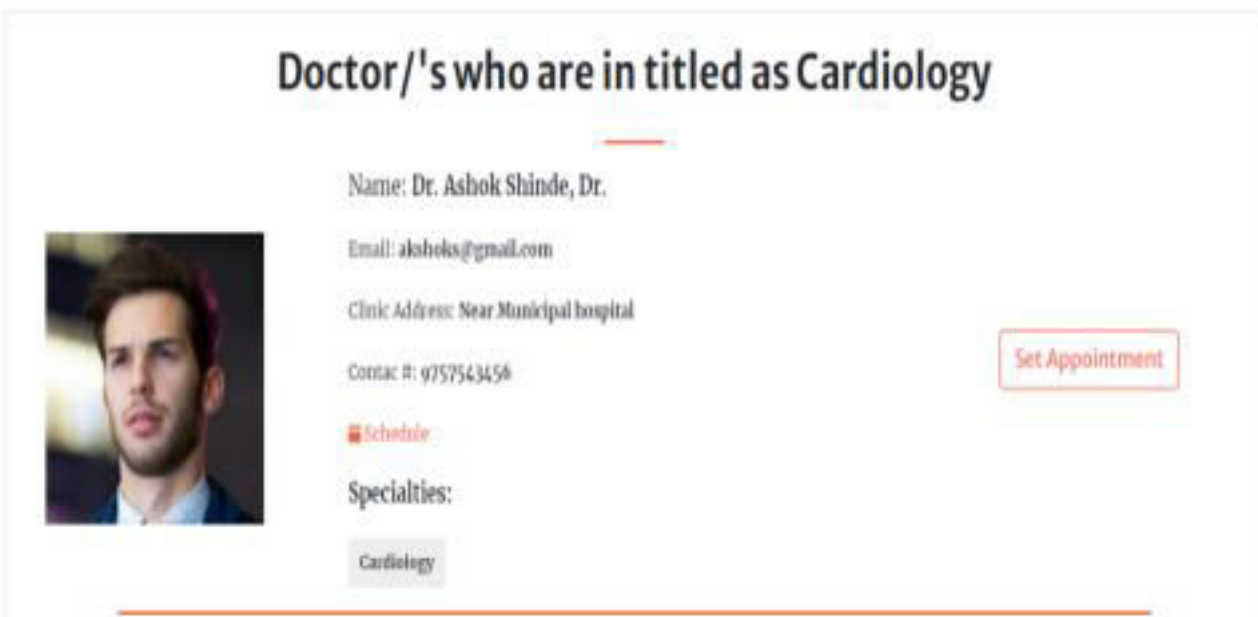 Doctor/'s who are in titled as Cardiology
Name: Dr. Ashok Shinde, Dr.
Email: akshoks@gmail.com
Clinic Address: Near Municipal hospital
Contac #: 9757543456
Set Appointment
Schedule
Specialties:
Cardiology